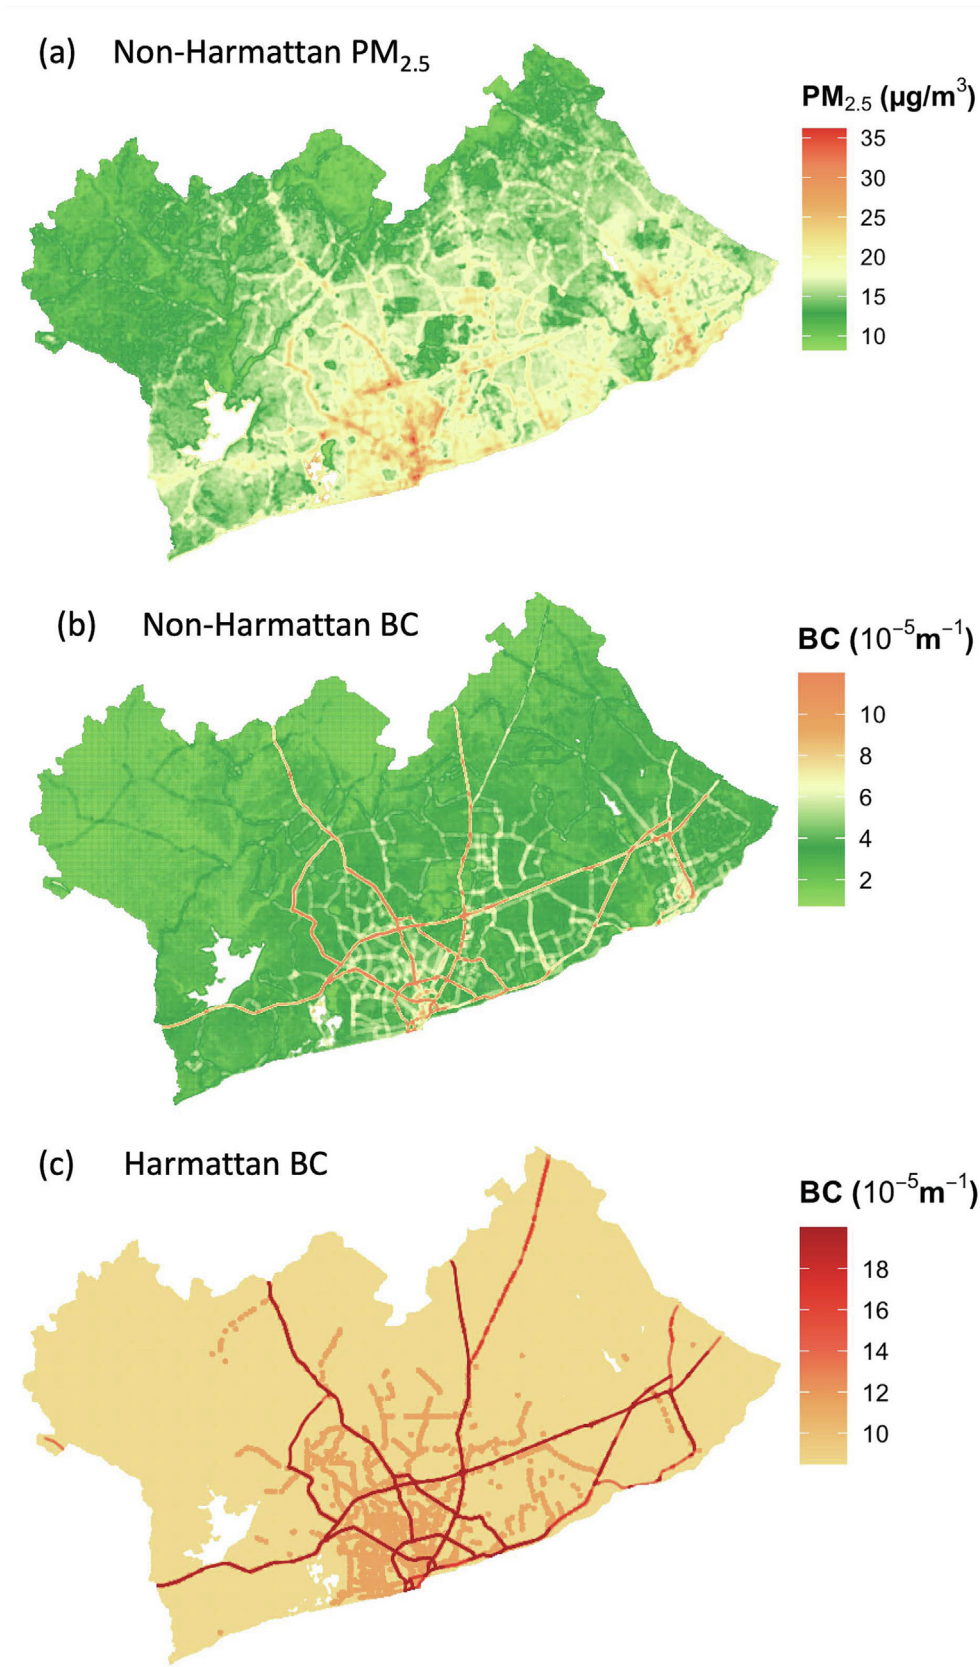 (a) Non-Harmattan PM₂.₅
PM₂.₅ (µg/m³)
35
30
25
20
15
10
(b) Non-Harmattan BC
BC (10⁻⁵m⁻¹)
10
8
6
4
2
(c) Harmattan BC
BC (10⁻⁵m⁻¹)
18
16
14
12
10